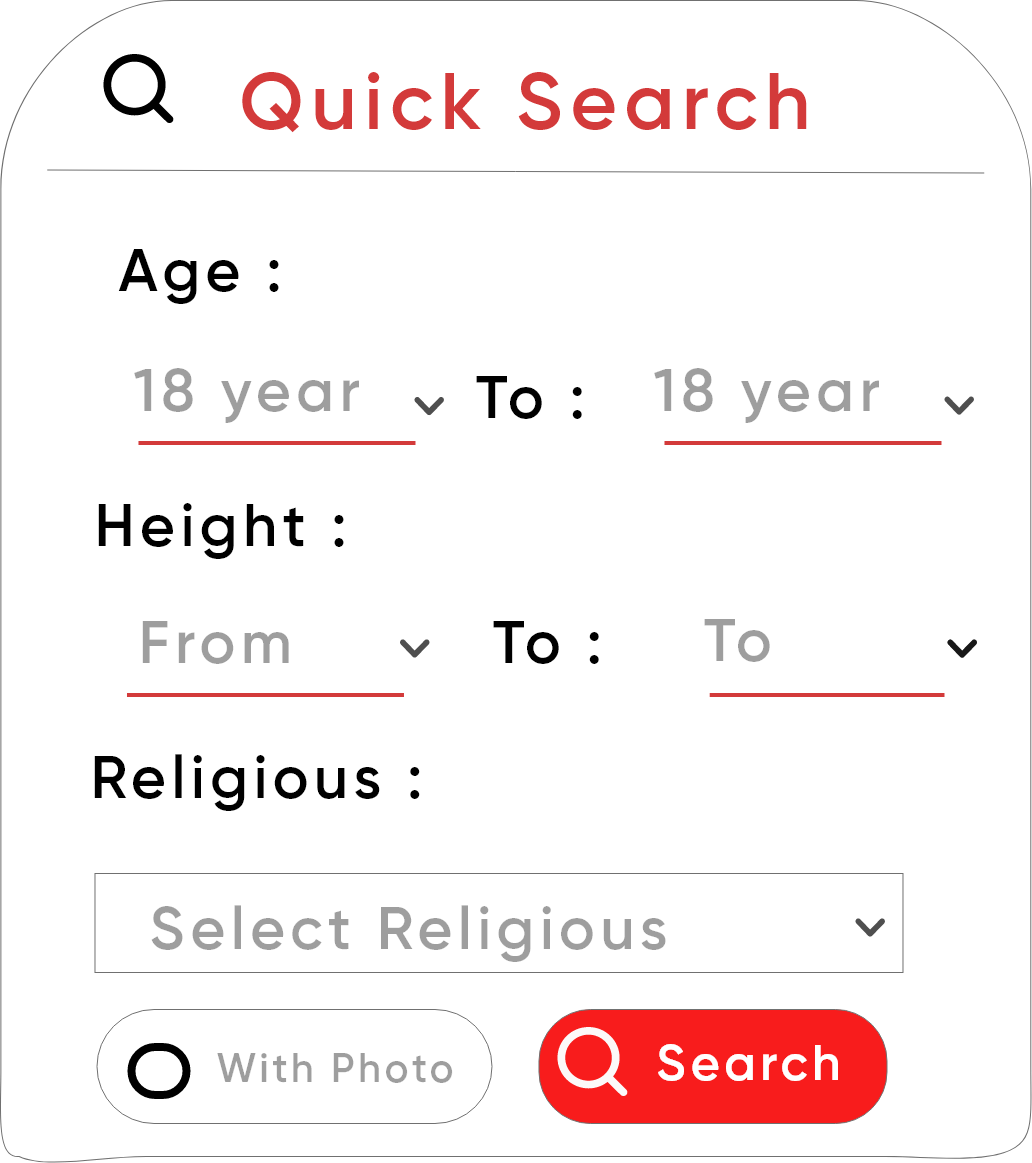 Quick Search
Age :
18 year To : 18 year
Height :
From To : To
Religious :
Select Religious
With Photo Search